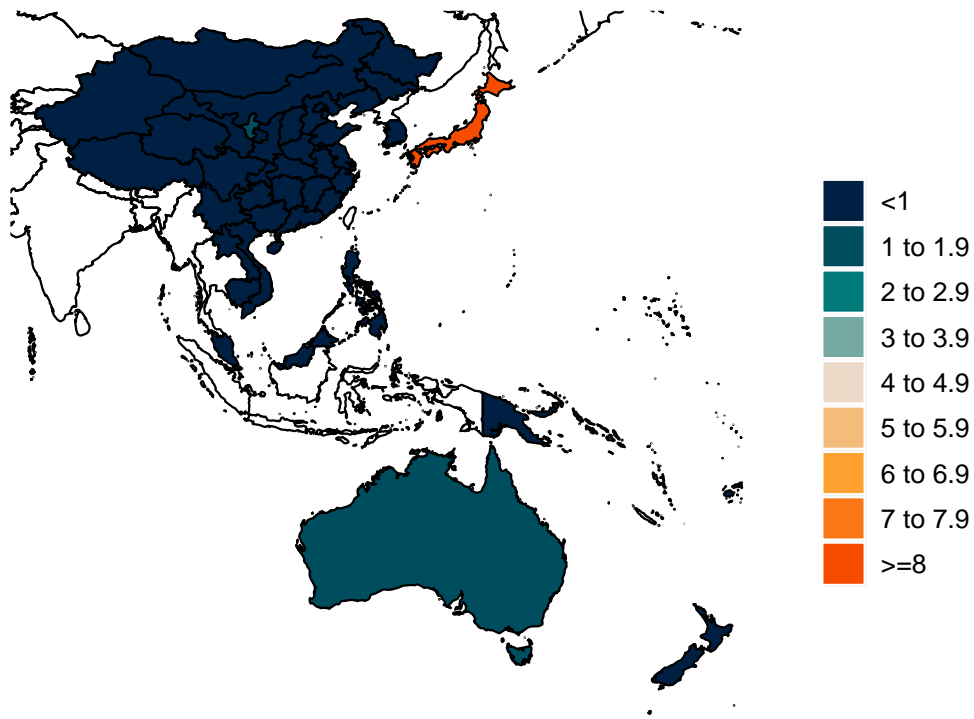 <1
1 to 1.9
2 to 2.9
3 to 3.9
4 to 4.9
5 to 5.9
6 to 6.9
7 to 7.9
>=8